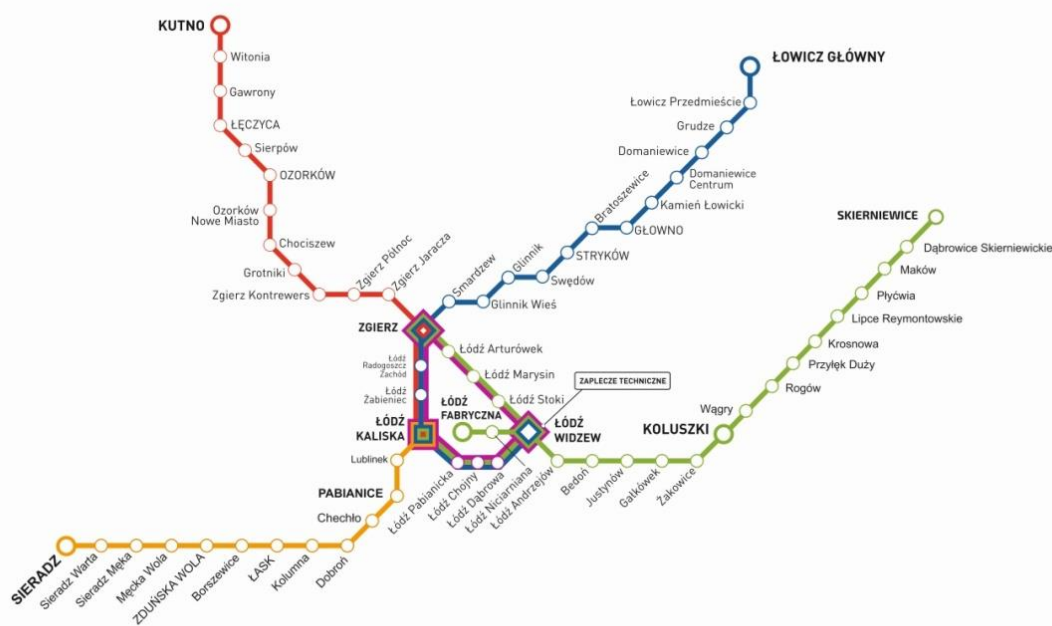 KUTNO
Witonia
Gawrony
ŁĘCZYCA
Sierpów
OZORKÓW
Ozorków
Nowe Miasto
Chociszew
Grotniki
Zgierz Kontrewers
Zgierz Północ
Zgierz Jaracza
ZGIERZ
ŁOWICZ GŁÓWNY
Łowicz Przedmieście
Grudze
Domaniewice
Domaniewice
Centrum
Kamień Łowicki
GŁOWNO
Bratoszewice
STRYKÓW
Swędów
Glinnik
Glinnik Wieś
Smardzew
SKIERNIEWICE
Dąbrowice Skierniewickie
Maków
Płyćwia
Lipce Reymontowskie
Krosnowa
Przyłęk Duży
Rogów
Wągry
KOLUSZKI
Żakowice
Gałkówek
Justynów
Bedoń
Łódź Andrzejów
Łódź Niciarniana
Łódź Dąbrowa
Łódź Chojny
Łódź Pabianicka
Łódź Arturówek
Łódź Marysin
Łódź Stoki
ZAPLECZE TECHNICZNE
ŁÓDŹ
WIDZEW
ŁÓDŹ
FABRYCZNA
Łódź
Radogoszcz
Zachód
Łódź
Żabieniec
ŁÓDŹ
KALISKA
Lublinek
PABIANICE
Chechło
Dobroń
Kolumna
ŁASK
Borszewice
ZDUŃSKA WOLA
Męcka Wola
Sieradz Męka
Sieradz Warta
SIERADZ